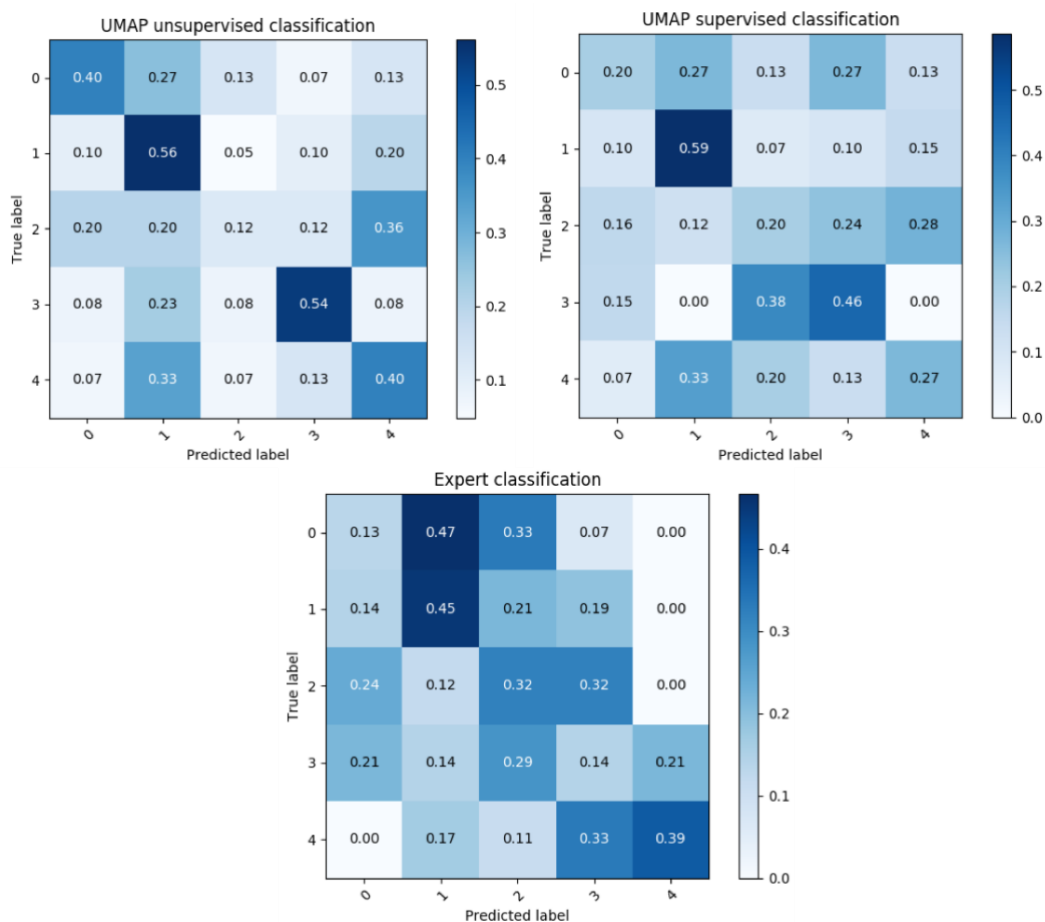 UMAP unsupervised classification
True label
0 0.40 0.27 0.13 0.07 0.13
1 0.10 0.56 0.05 0.10 0.20
2 0.20 0.20 0.12 0.12 0.36
3 0.08 0.23 0.08 0.54 0.08
4 0.07 0.33 0.07 0.13 0.40
0 1 2 3 4
Predicted label
0.5
0.4
0.3
0.2
0.1
UMAP supervised classification
True label
0 0.20 0.27 0.13 0.27 0.13
1 0.10 0.59 0.07 0.10 0.15
2 0.16 0.12 0.20 0.24 0.28
3 0.15 0.00 0.38 0.46 0.00
4 0.07 0.33 0.20 0.13 0.27
0 1 2 3 4
Predicted label
0.5
0.4
0.3
0.2
0.1
0.0
Expert classification
True label
0 0.13 0.47 0.33 0.07 0.00
1 0.14 0.45 0.21 0.19 0.00
2 0.24 0.12 0.32 0.32 0.00
3 0.21 0.14 0.29 0.14 0.21
4 0.00 0.17 0.11 0.33 0.39
0 1 2 3 4
Predicted label
0.4
0.3
0.2
0.1
0.0